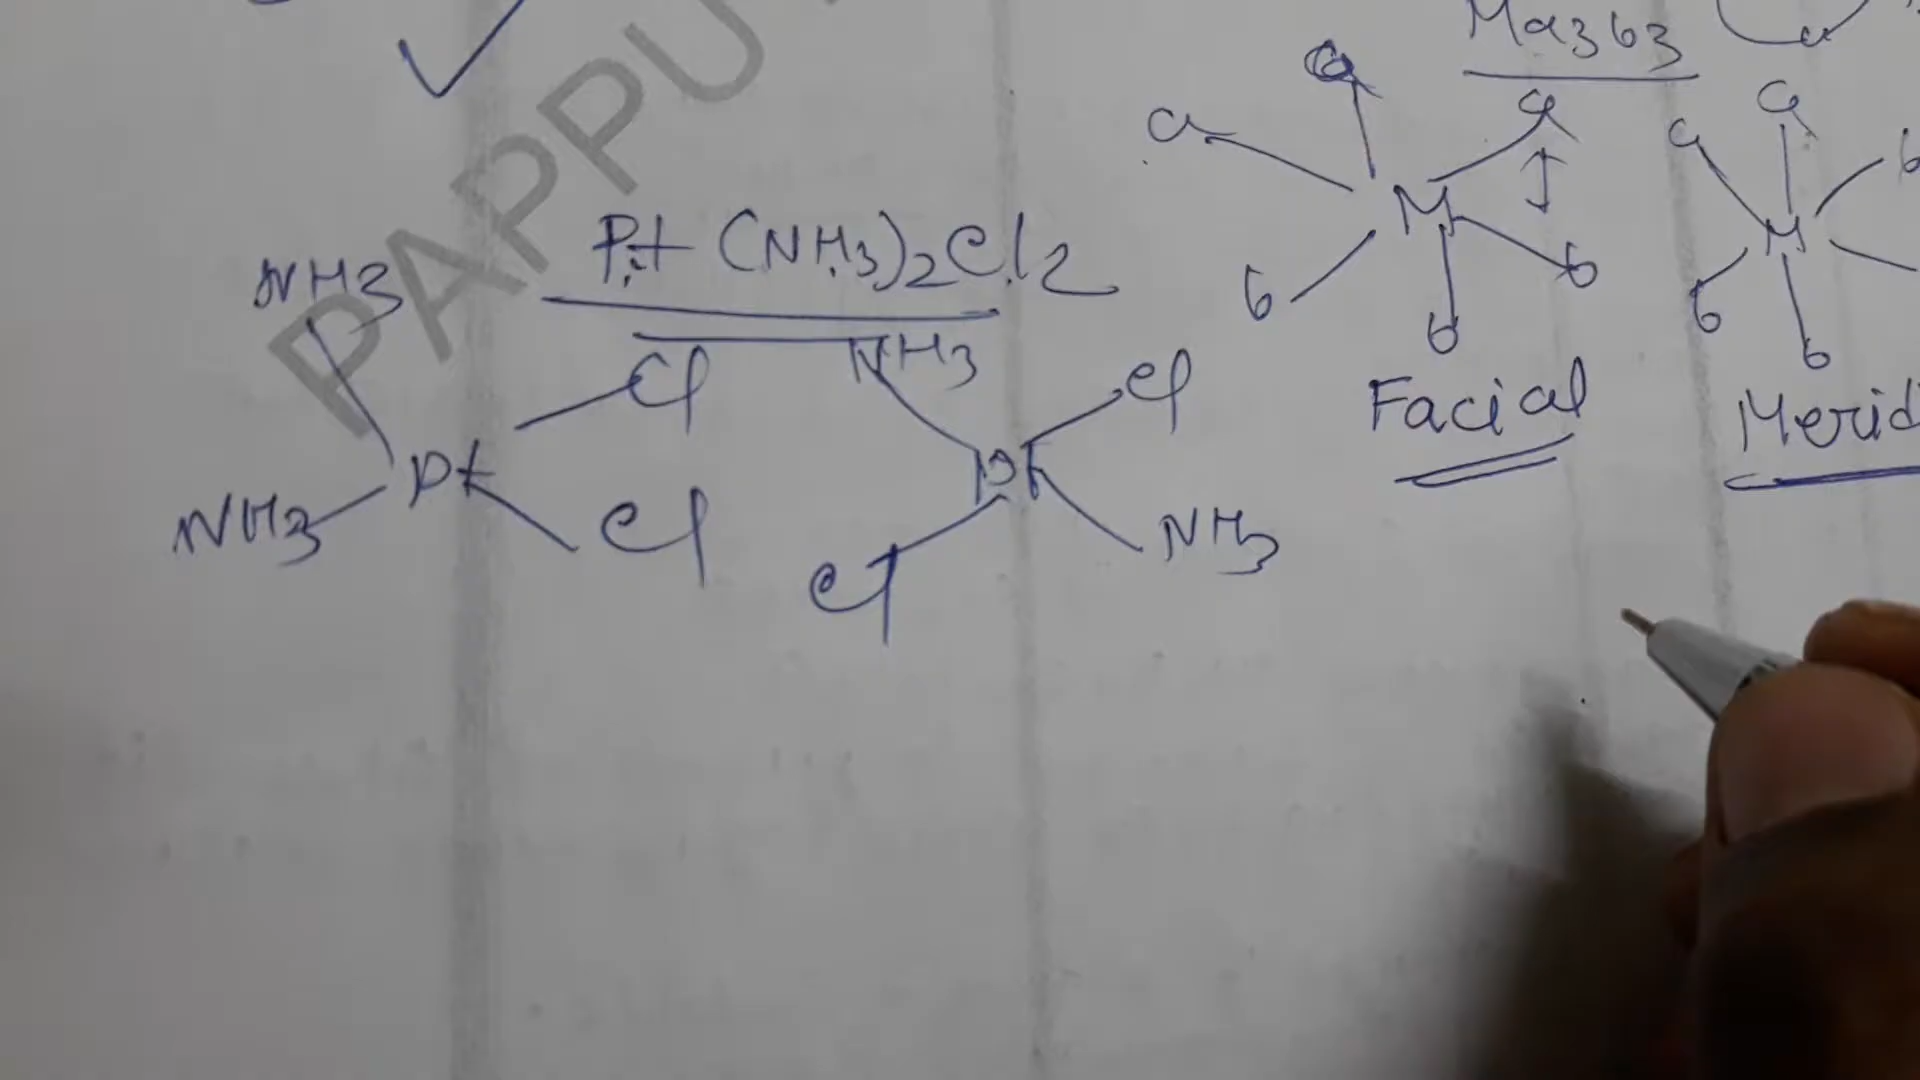 Ma3b3
a
a
a
a
a
b
M
M
b
b
b
b
b
Facial
Merid
PAPPU
Pt (NH3)2Cl2
NH3
Cl
Pt
NH3
Cl
NH3
Cl
Pt
Cl
NH3